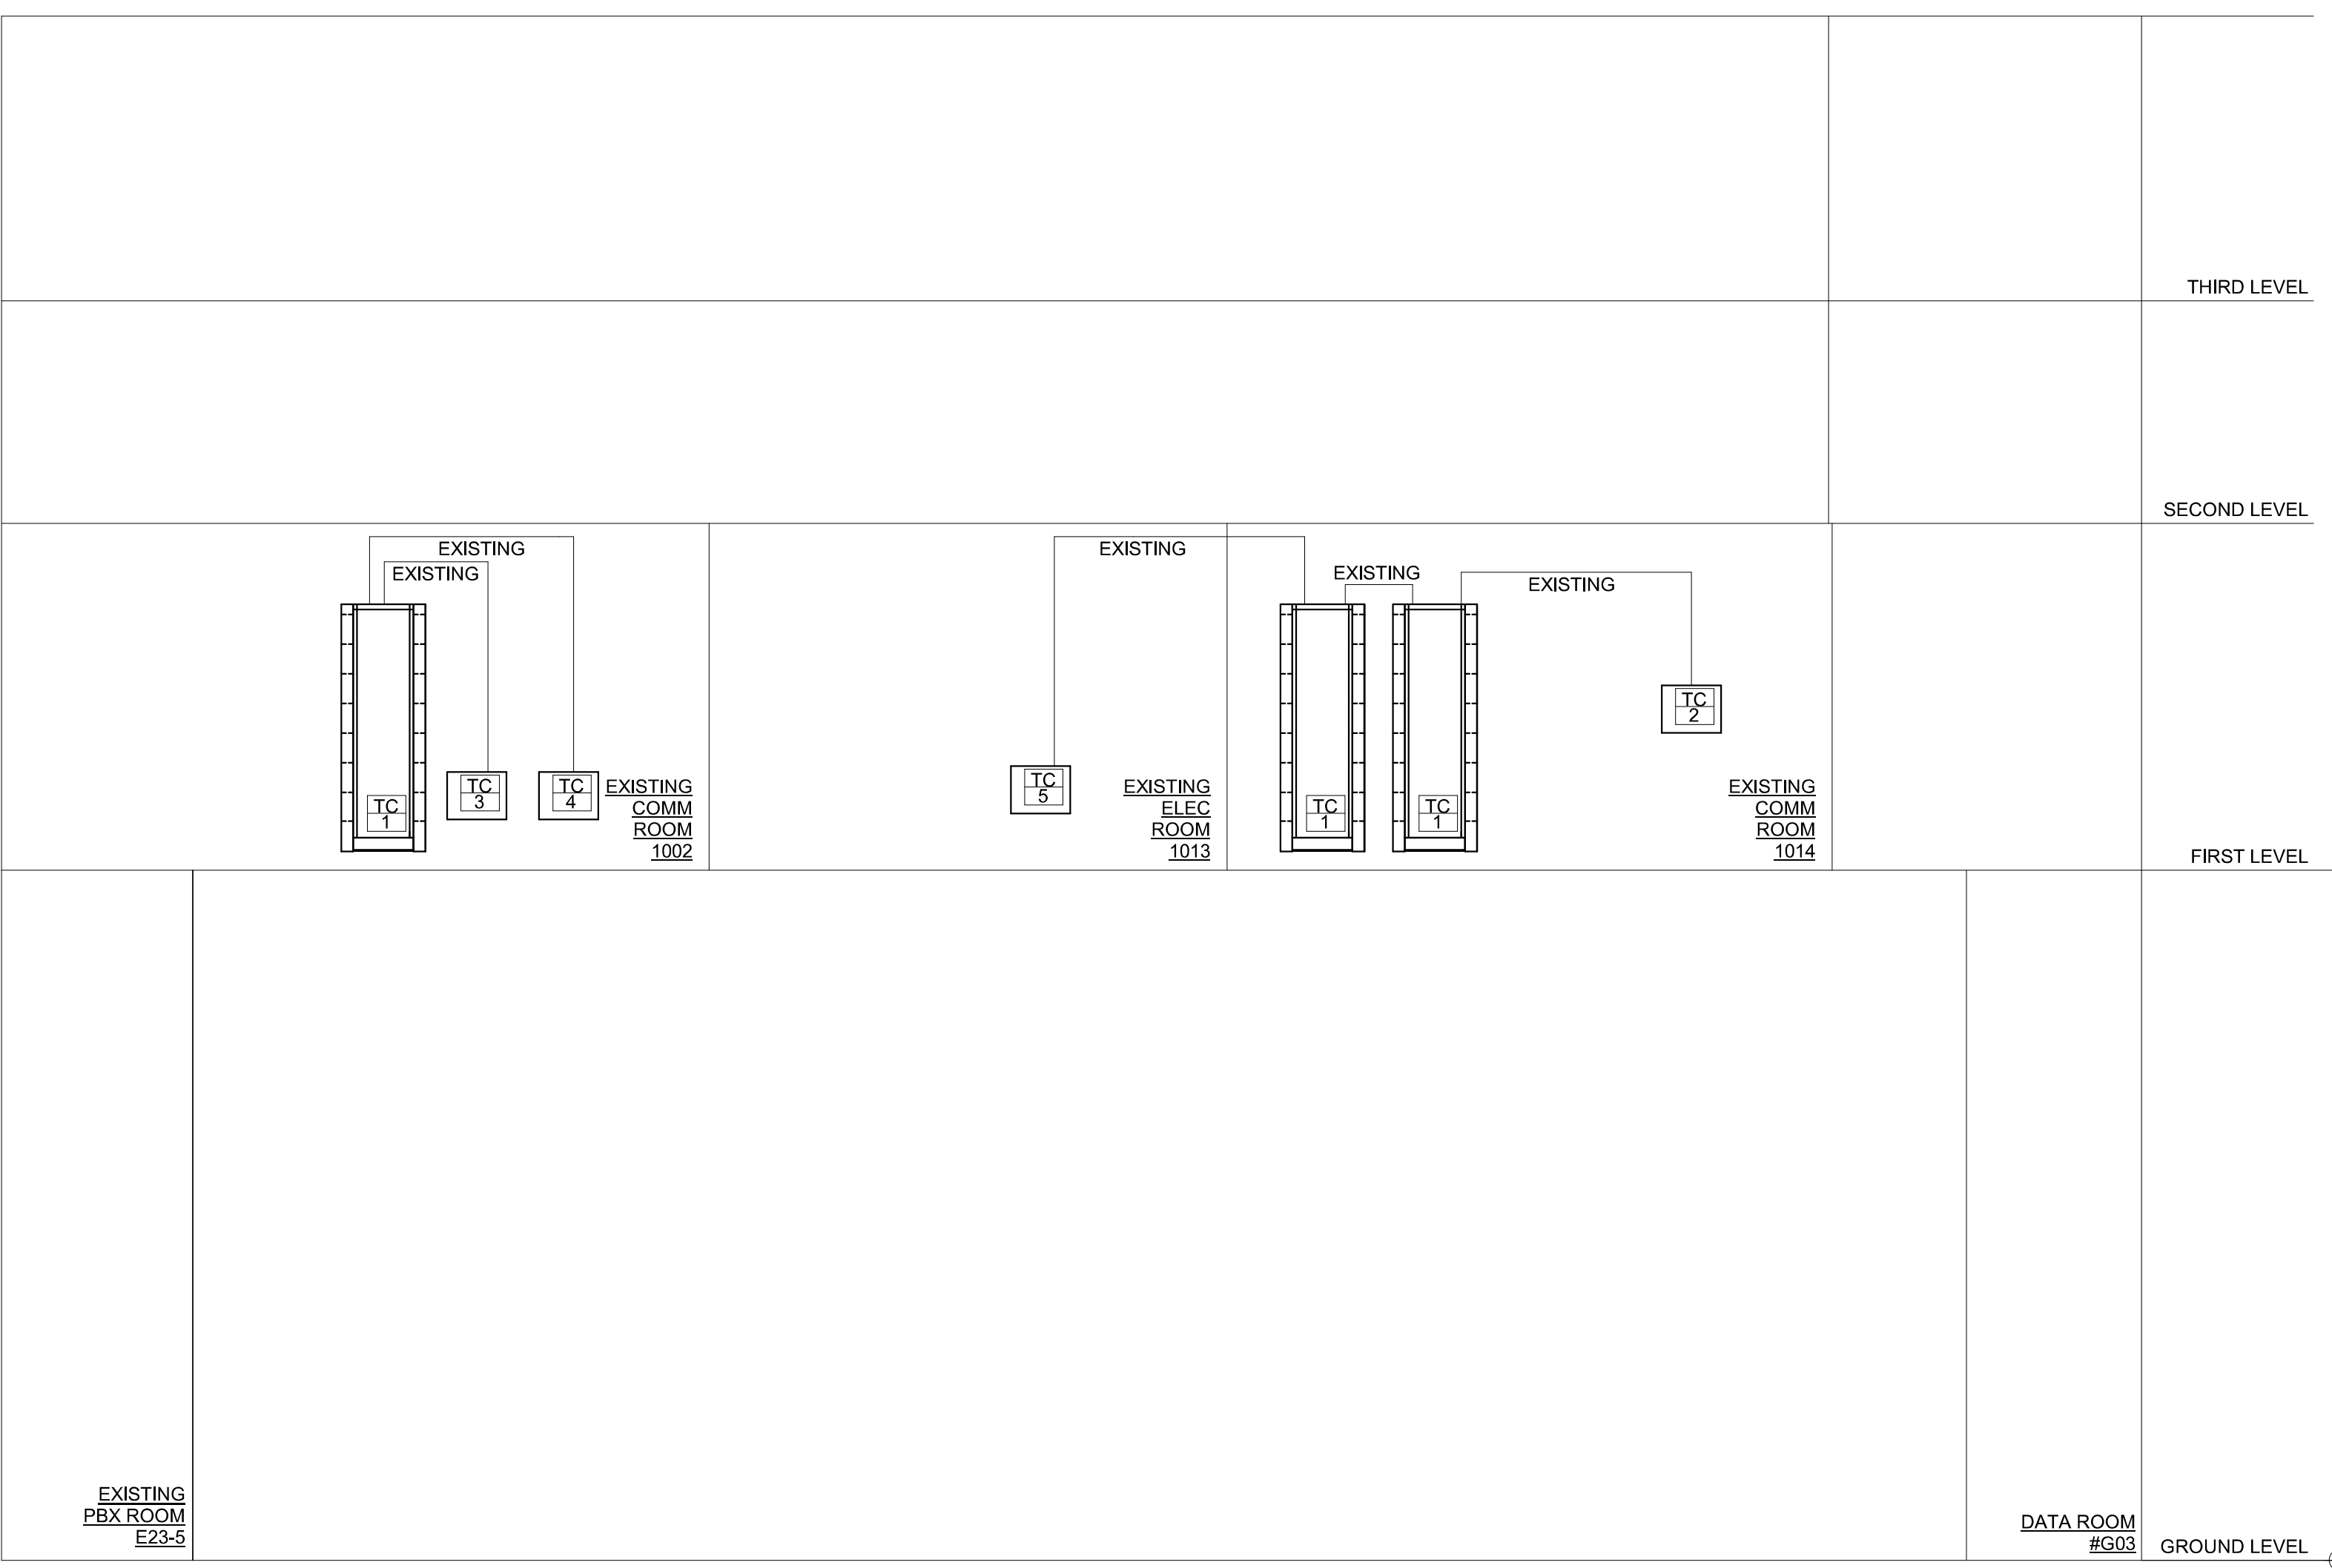 THIRD LEVEL
SECOND LEVEL
EXISTING
EXISTING
TC
1
TC
3
TC
4
EXISTING
COMM
ROOM
1002
EXISTING
TC
5
EXISTING
ELEC
ROOM
1013
EXISTING
EXISTING
TC
1
TC
1
TC
2
EXISTING
COMM
ROOM
1014
FIRST LEVEL
EXISTING
PBX ROOM
E23-5
DATA ROOM
#G03
GROUND LEVEL